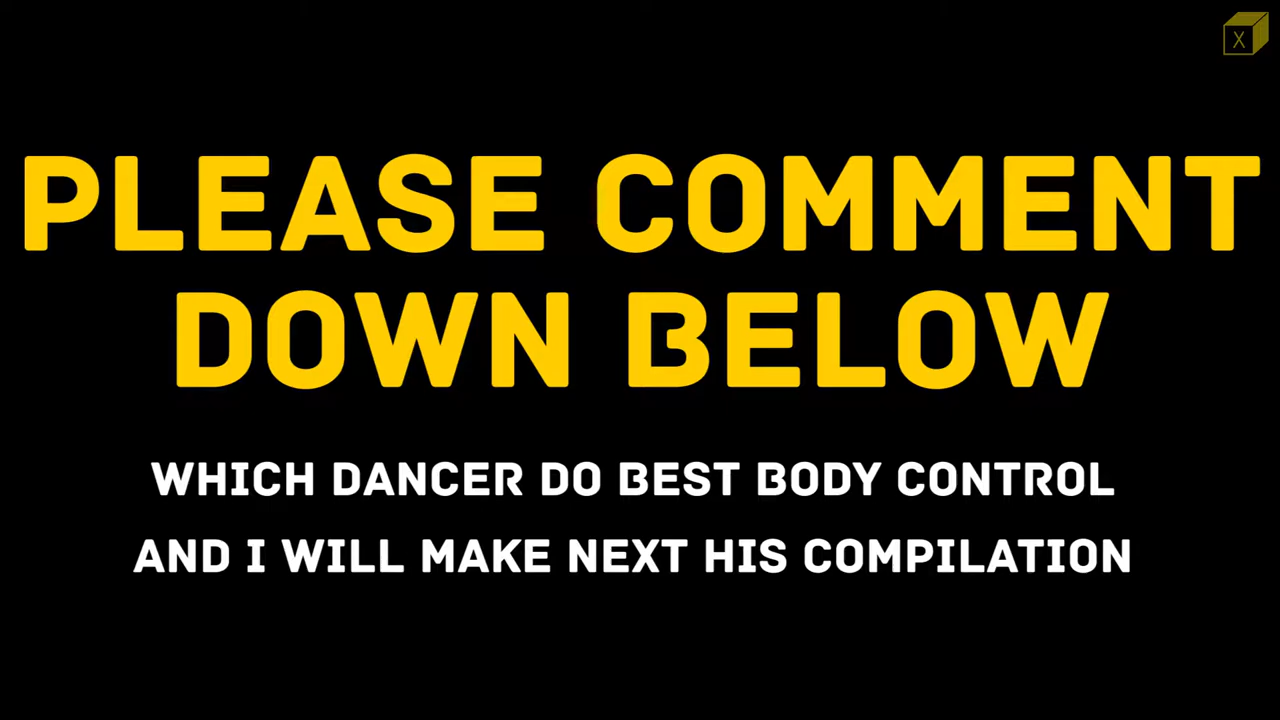 X
PLEASE COMMENT
DOWN BELOW
WHICH DANCER DO BEST BODY CONTROL
AND I WILL MAKE NEXT HIS COMPILATION